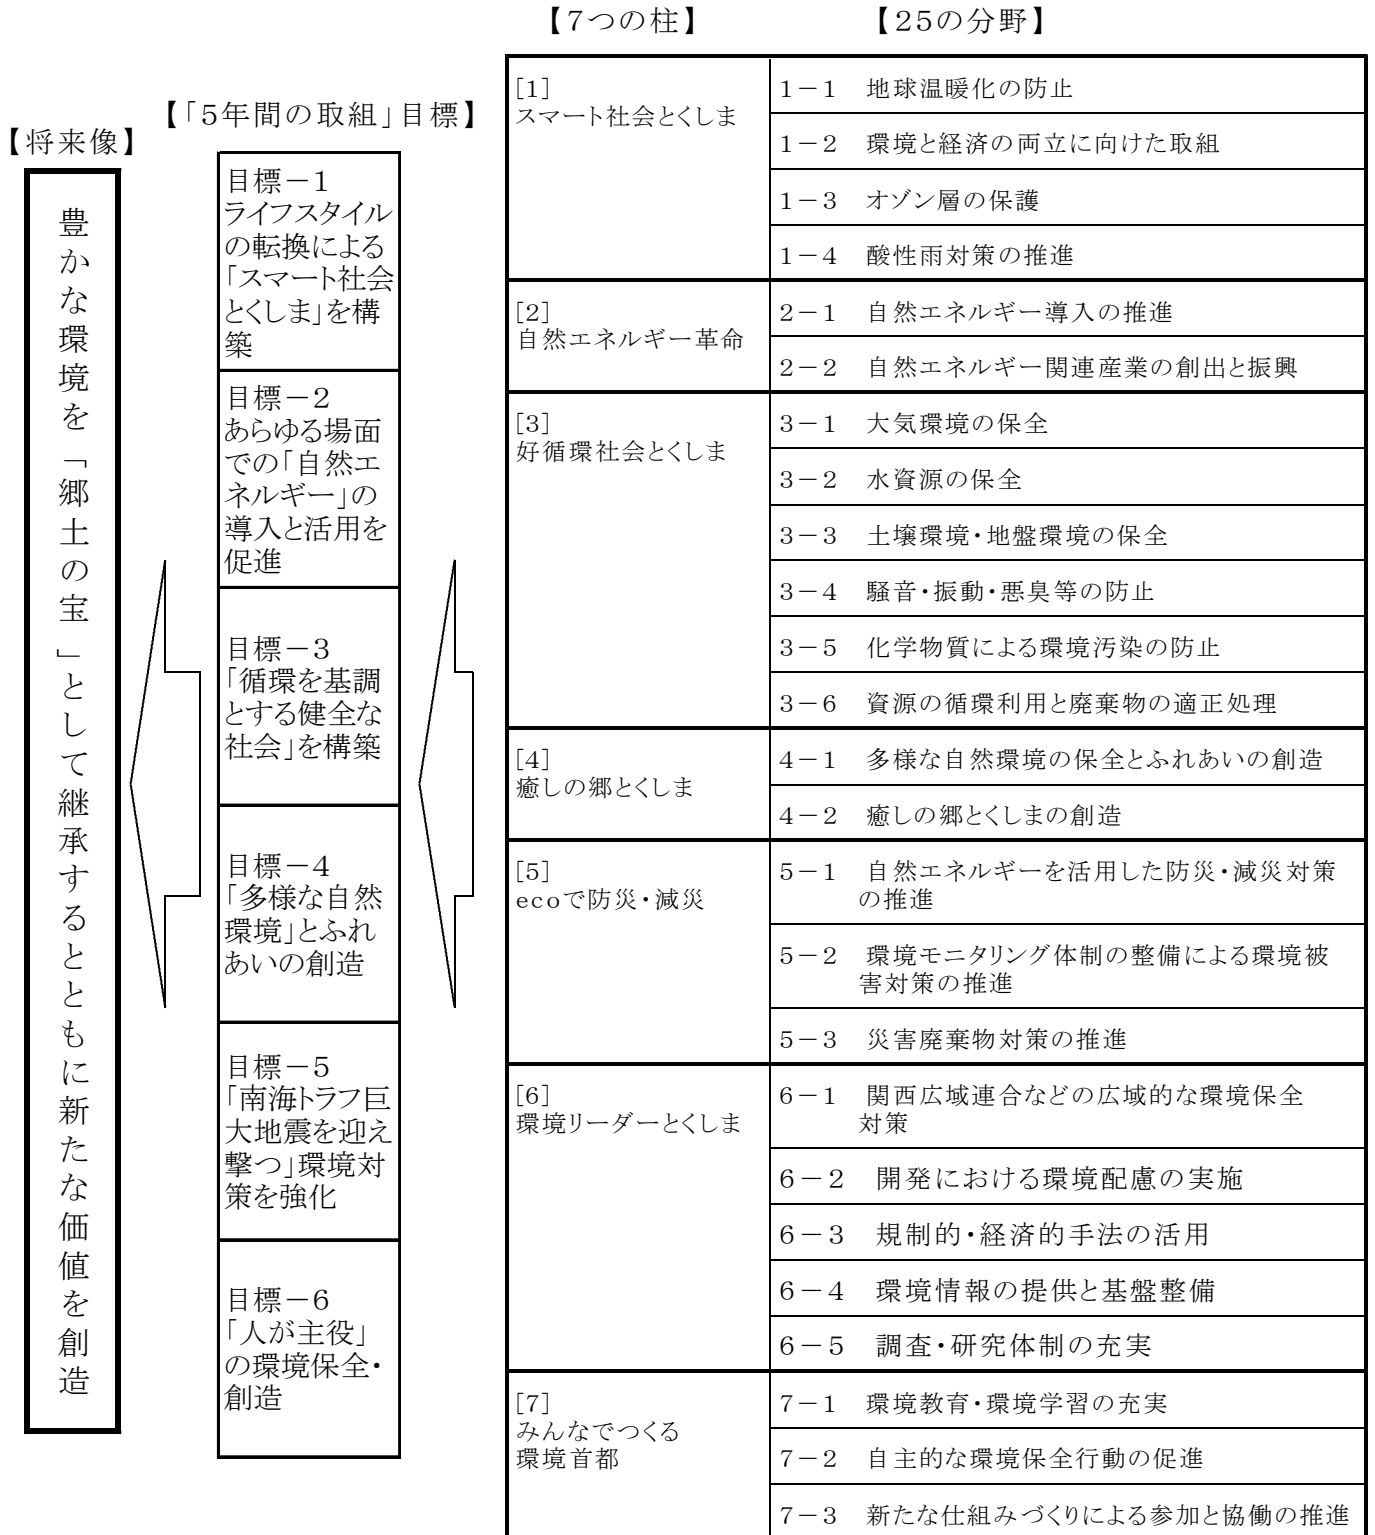 【将来像】
豊かな環境を「郷土の宝」として継承するとともに新たな価値を創造
【「5年間の取組」目標】
目標－1
ライフスタイル
の転換による
「スマート社会
とくしま」を構
築
目標－2
あらゆる場面
での「自然エ
ネルギー」の
導入と活用を
促進
目標－3
「循環を基調
とする健全な
社会」を構築
目標－4
「多様な自然
環境」とふれ
あいの創造
目標－5
「南海トラフ巨
大地震を迎え
撃つ」環境対
策を強化
目標－6
「人が主役」
の環境保全・
創造
【7つの柱】
【25の分野】
[1]
スマート社会とくしま
1－1　地球温暖化の防止
1－2　環境と経済の両立に向けた取組
1－3　オゾン層の保護
1－4　酸性雨対策の推進
[2]
自然エネルギー革命
2－1　自然エネルギー導入の推進
2－2　自然エネルギー関連産業の創出と振興
[3]
好循環社会とくしま
3－1　大気環境の保全
3－2　水資源の保全
3－3　土壌環境・地盤環境の保全
3－4　騒音・振動・悪臭等の防止
3－5　化学物質による環境汚染の防止
3－6　資源の循環利用と廃棄物の適正処理
[4]
癒しの郷とくしま
4－1　多様な自然環境の保全とふれあいの創造
4－2　癒しの郷とくしまの創造
[5]
ecoで防災・減災
5－1　自然エネルギーを活用した防災・減災対策
の推進
5－2　環境モニタリング体制の整備による環境被
害対策の推進
5－3　災害廃棄物対策の推進
[6]
環境リーダーとくしま
6－1　関西広域連合などの広域的な環境保全
対策
6－2　開発における環境配慮の実施
6－3　規制的・経済的手法の活用
6－4　環境情報の提供と基盤整備
6－5　調査・研究体制の充実
[7]
みんなでつくる
環境首都
7－1　環境教育・環境学習の充実
7－2　自主的な環境保全行動の促進
7－3　新たな仕組みづくりによる参加と協働の推進